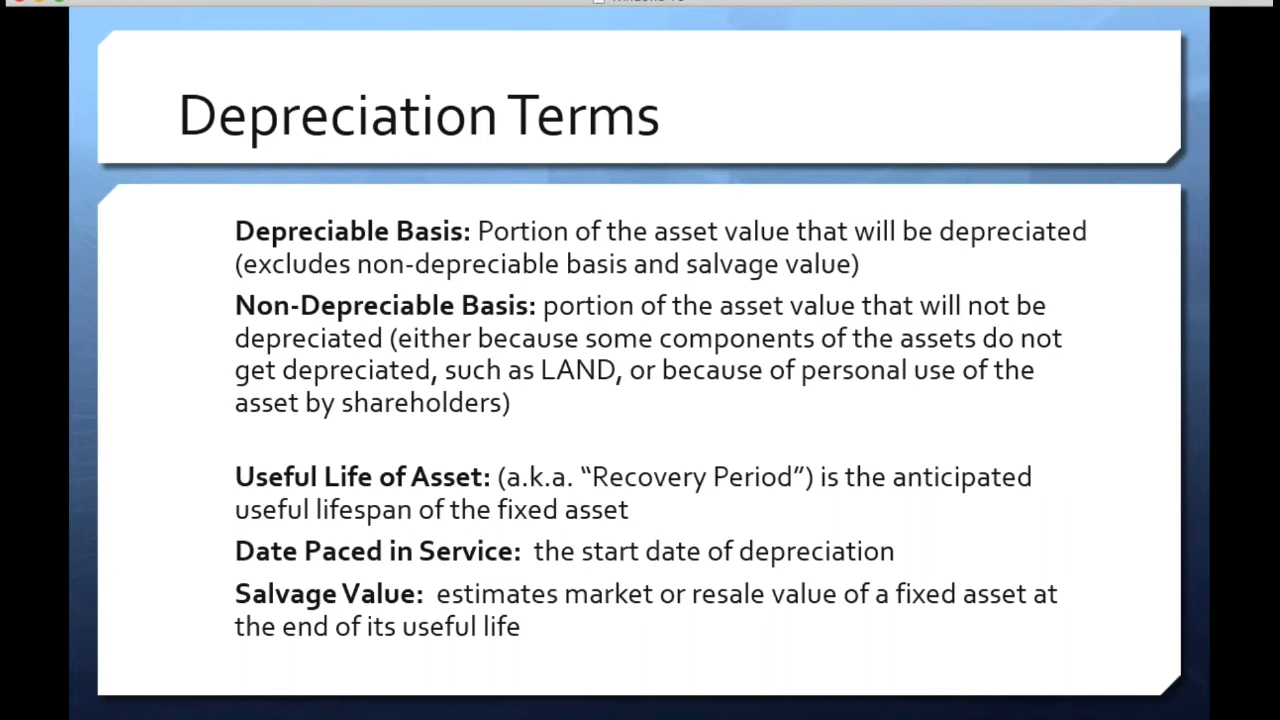 Depreciation Terms
Depreciable Basis: Portion of the asset value that will be depreciated
(excludes non-depreciable basis and salvage value)
Non-Depreciable Basis: portion of the asset value that will not be
depreciated (either because some components of the assets do not
get depreciated, such as LAND, or because of personal use of the
asset by shareholders)
Useful Life of Asset: (a.k.a. “Recovery Period”) is the anticipated
useful lifespan of the fixed asset
Date Paced in Service: the start date of depreciation
Salvage Value: estimates market or resale value of a fixed asset at
the end of its useful life